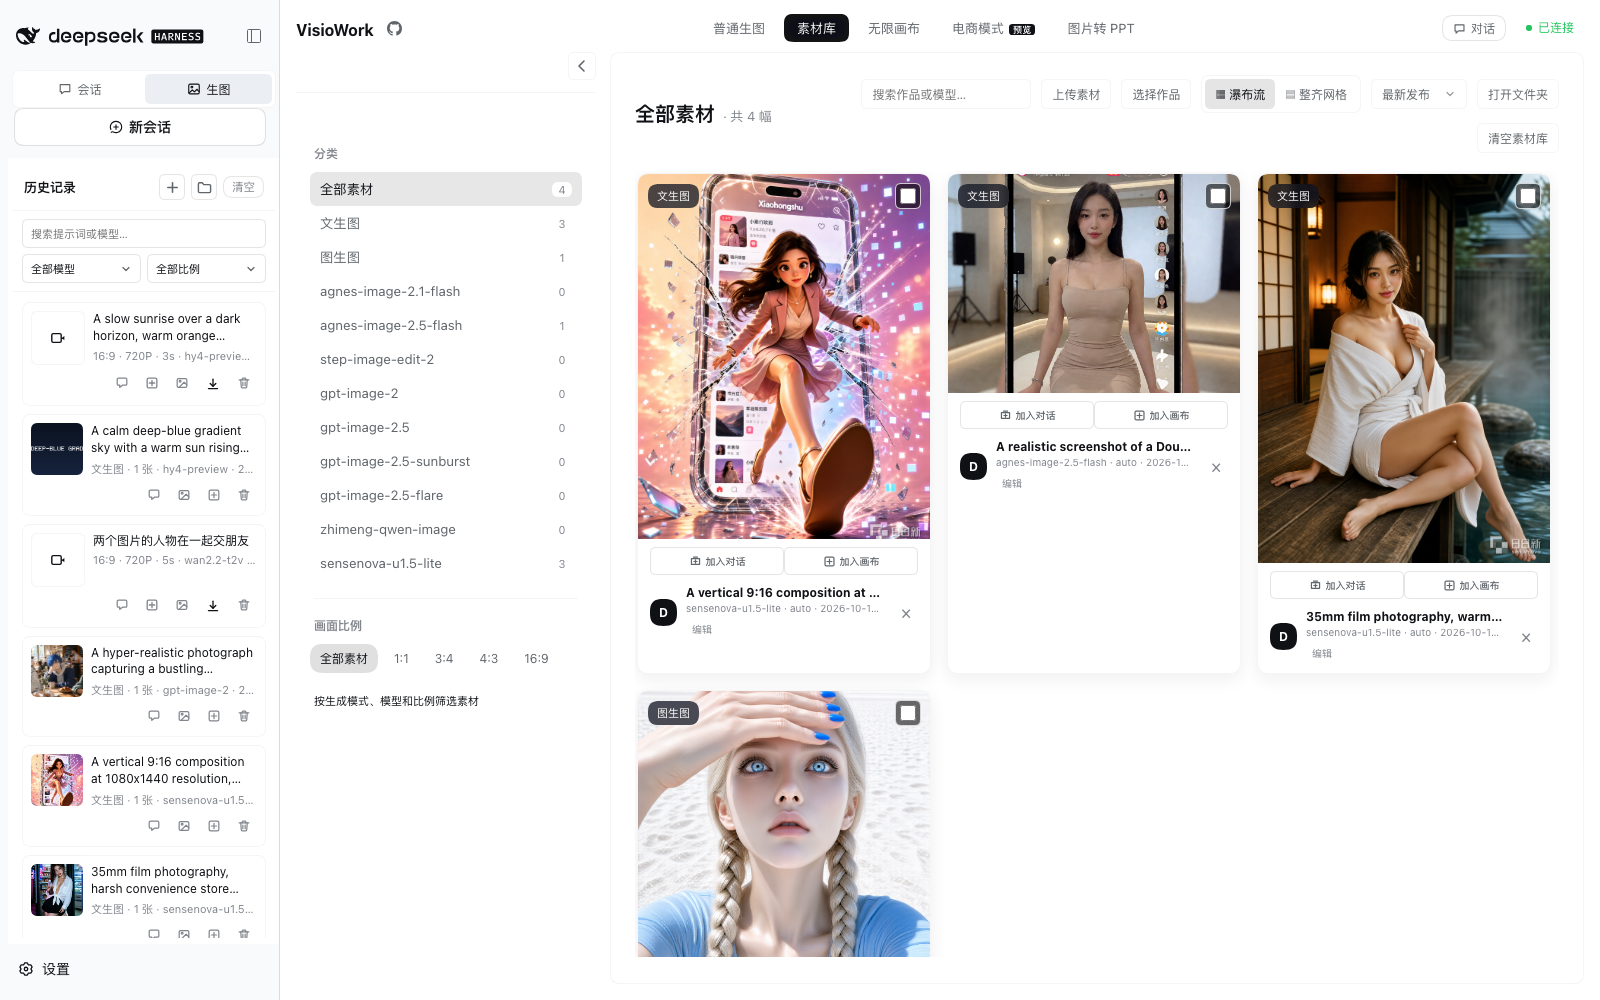 deepseek HARNESS
会话
生图
新会话
历史记录
清空
搜索提示词或模型...
全部模型
全部比例
A slow sunrise over a dark
horizon, warm orange...
16:9 · 720P · 3s · hy4-previe...
DEEP-BLUE GRAD
A calm deep-blue gradient
sky with a warm sun rising...
文生图 · 1 张 · hy4-preview · 2...
两个图片的人物在一起交朋友
16:9 · 720P · 5s · wan2.2-t2v ...
A hyper-realistic photograph
capturing a bustling...
文生图 · 1 张 · gpt-image-2 · 2...
A vertical 9:16 composition
at 1080x1440 resolution,...
文生图 · 1 张 · sensenova-u1.5...
35mm film photography,
harsh convenience store...
文生图 · 1 张 · sensenova-u1.5...
设置
VisioWork
普通生图
素材库
无限画布
电商模式 预览
图片转 PPT
对话
已连接
分类
全部素材 4
文生图 3
图生图 1
agnes-image-2.1-flash 0
agnes-image-2.5-flash 1
step-image-edit-2 0
gpt-image-2 0
gpt-image-2.5 0
gpt-image-2.5-sunburst 0
gpt-image-2.5-flare 0
zhimeng-qwen-image 0
sensenova-u1.5-lite 3
画面比例
全部素材 1:1 3:4 4:3 16:9
按生成模式、模型和比例筛选素材
全部素材 · 共 4 幅
搜索作品或模型...
上传素材
选择作品
瀑布流
整齐网格
最新发布
打开文件夹
清空素材库
文生图
Xiaohongshu
加入对话
加入画布
D
A vertical 9:16 composition at ...
sensenova-u1.5-lite · auto · 2026-10-1...
编辑
文生图
加入对话
加入画布
D
A realistic screenshot of a Dou...
agnes-image-2.5-flash · auto · 2026-1...
编辑
文生图
日日新
加入对话
加入画布
D
35mm film photography, warm...
sensenova-u1.5-lite · auto · 2026-10-1...
编辑
图生图